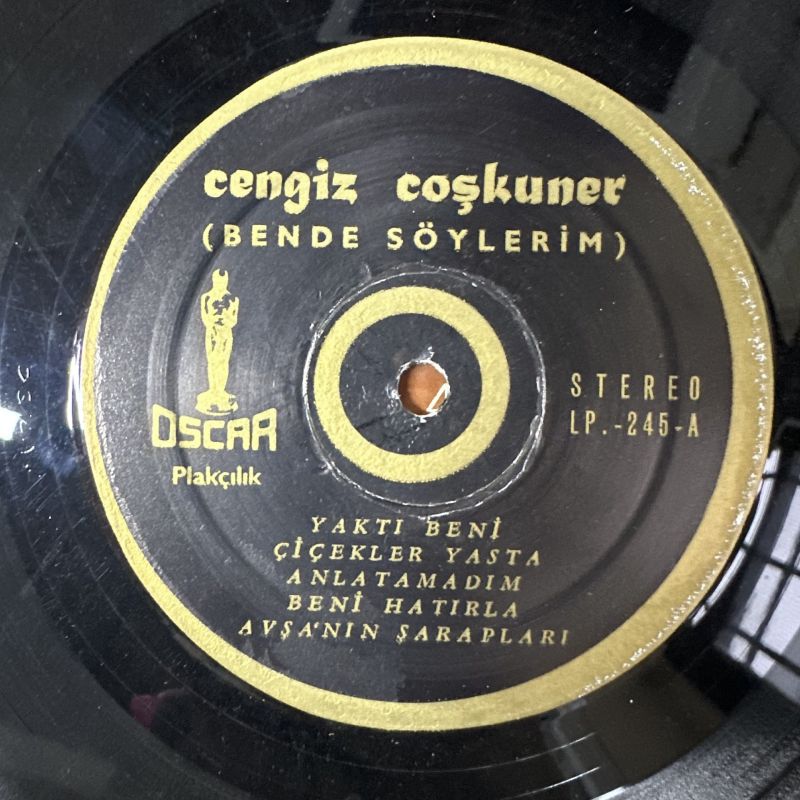 cengiz coşkuner
(BENDE SÖYLERİM)
OSCAR
Plakçılık
STEREO
LP.-245-A
YAKTI BENİ
ÇİÇEKLER YASTA
ANLATAMADIM
BENİ HATIRLA
AVŞA'NIN ŞARAPLARI